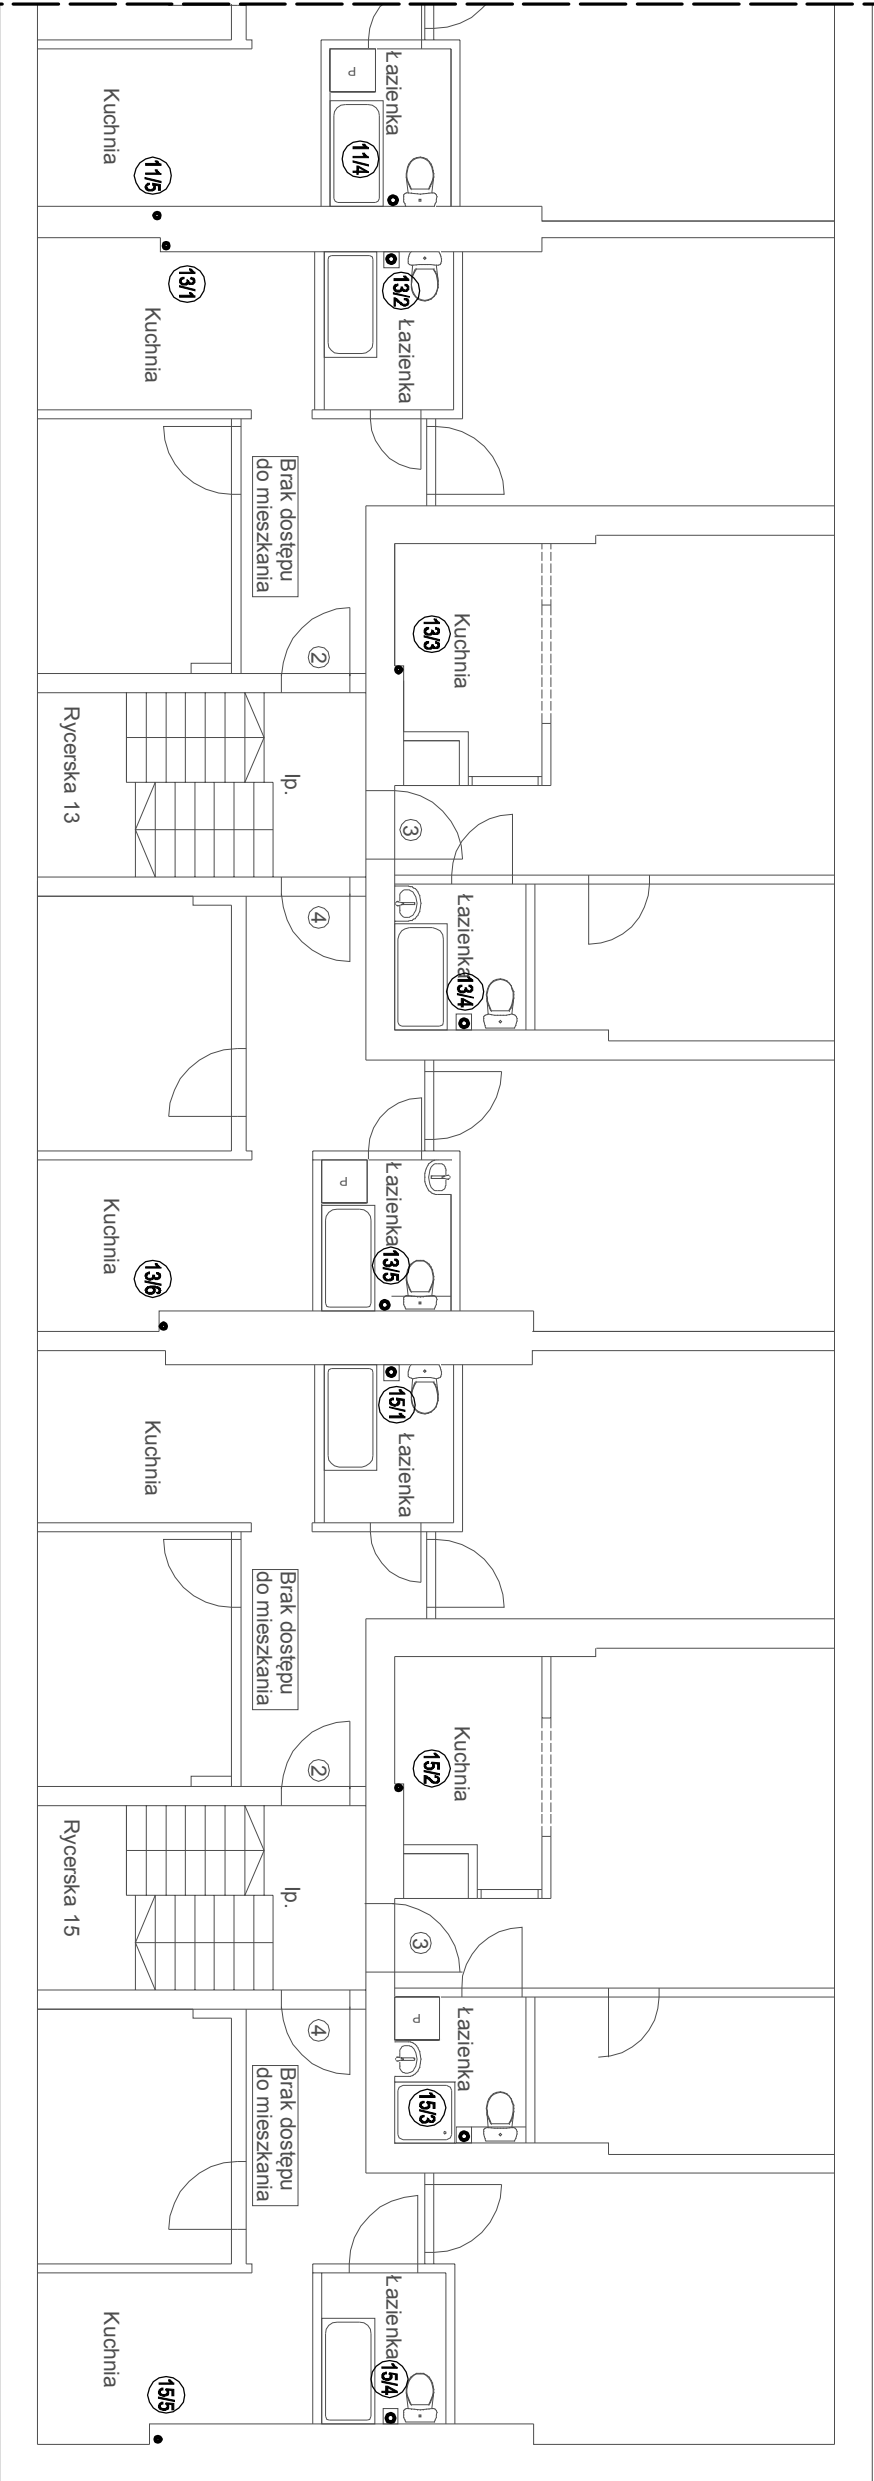 Łazienka
P
Kuchnia
11/4
11/5
13/1
13/2
Kuchnia
Łazienka
Brak dostępu
do mieszkania
Kuchnia
13/3
2
Rycerska 13
Ip.
3
4
Łazienka
13/4
Łazienka
P
Kuchnia
13/5
13/6
15/1
Kuchnia
Łazienka
Brak dostępu
do mieszkania
Kuchnia
15/2
2
Rycerska 15
Ip.
3
4
P
Łazienka
15/3
Brak dostępu
do mieszkania
Łazienka
Kuchnia
15/4
15/5